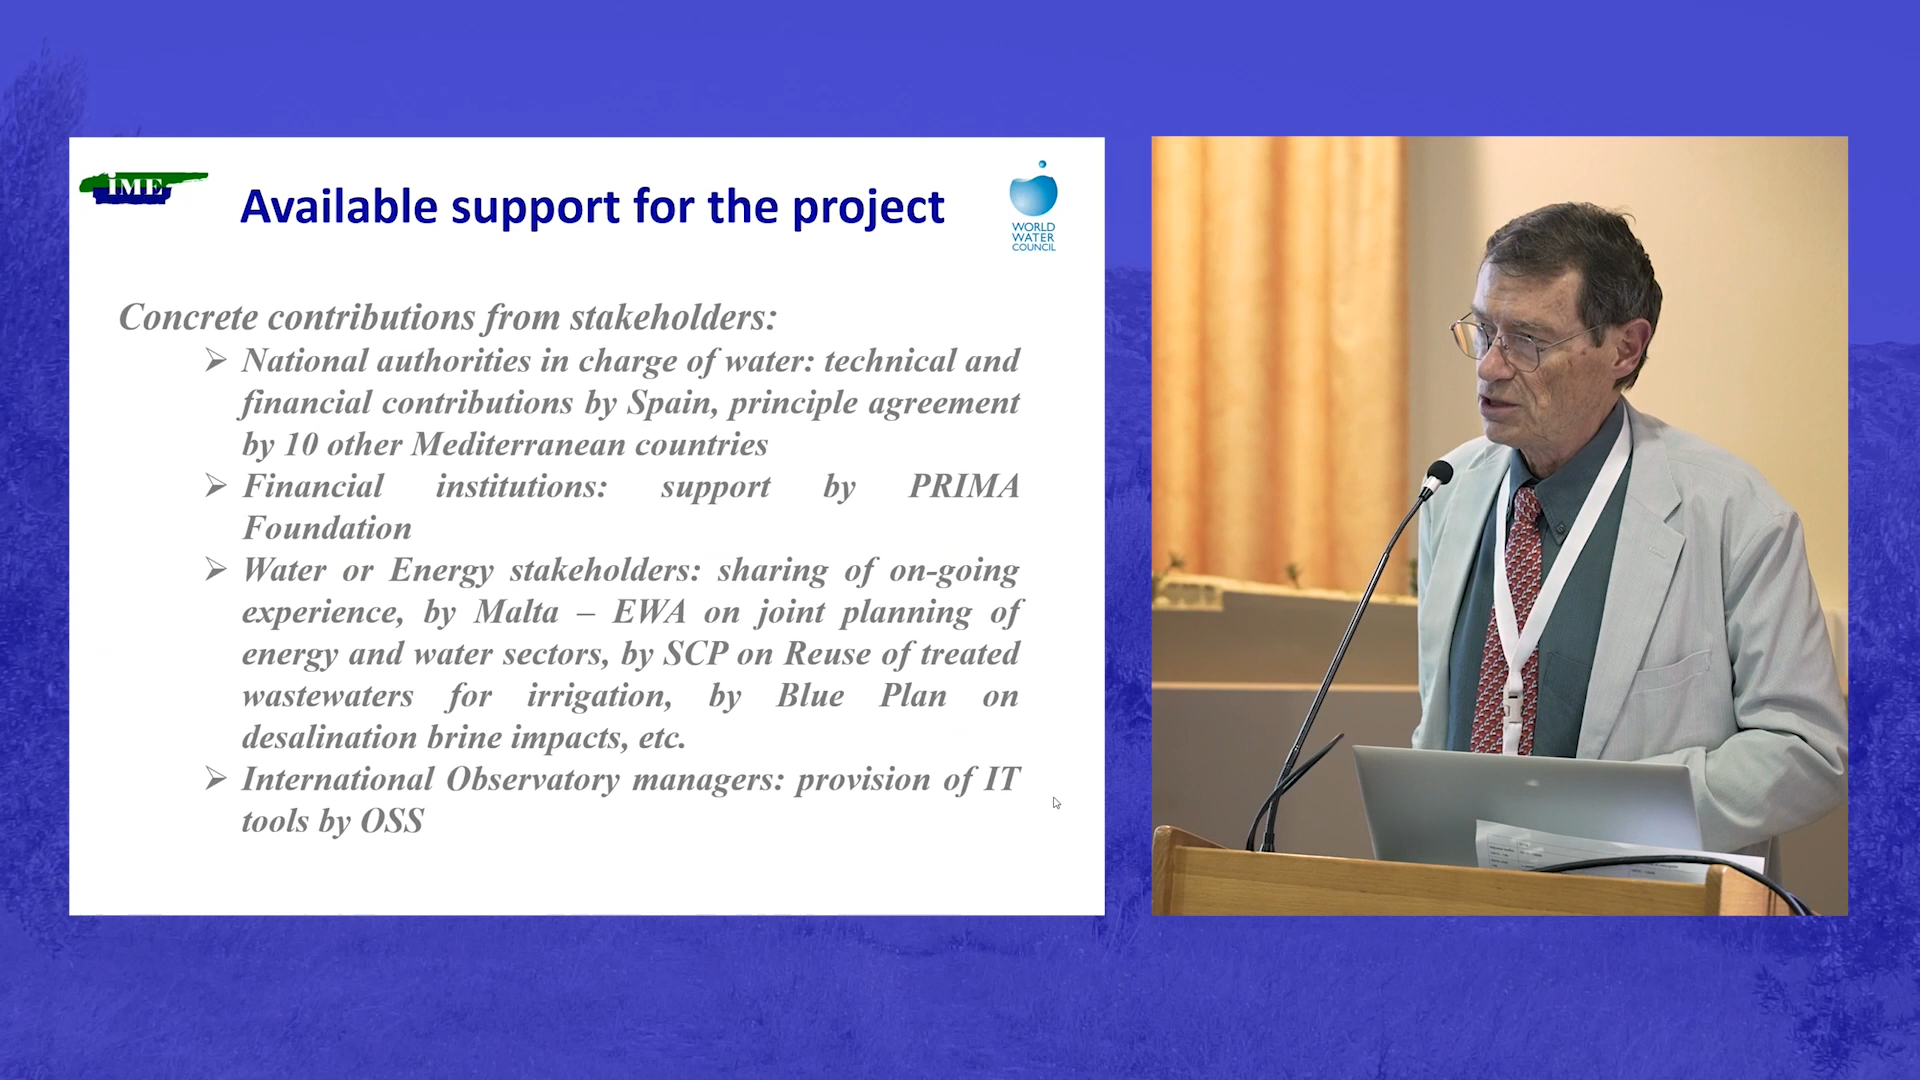 IME
Available support for the project
WORLD
WATER
COUNCIL
Concrete contributions from stakeholders:
➢ National authorities in charge of water: technical and
financial contributions by Spain, principle agreement
by 10 other Mediterranean countries
➢ Financial institutions: support by PRIMA
Foundation
➢ Water or Energy stakeholders: sharing of on-going
experience, by Malta – EWA on joint planning of
energy and water sectors, by SCP on Reuse of treated
wastewaters for irrigation, by Blue Plan on
desalination brine impacts, etc.
➢ International Observatory managers: provision of IT
tools by OSS